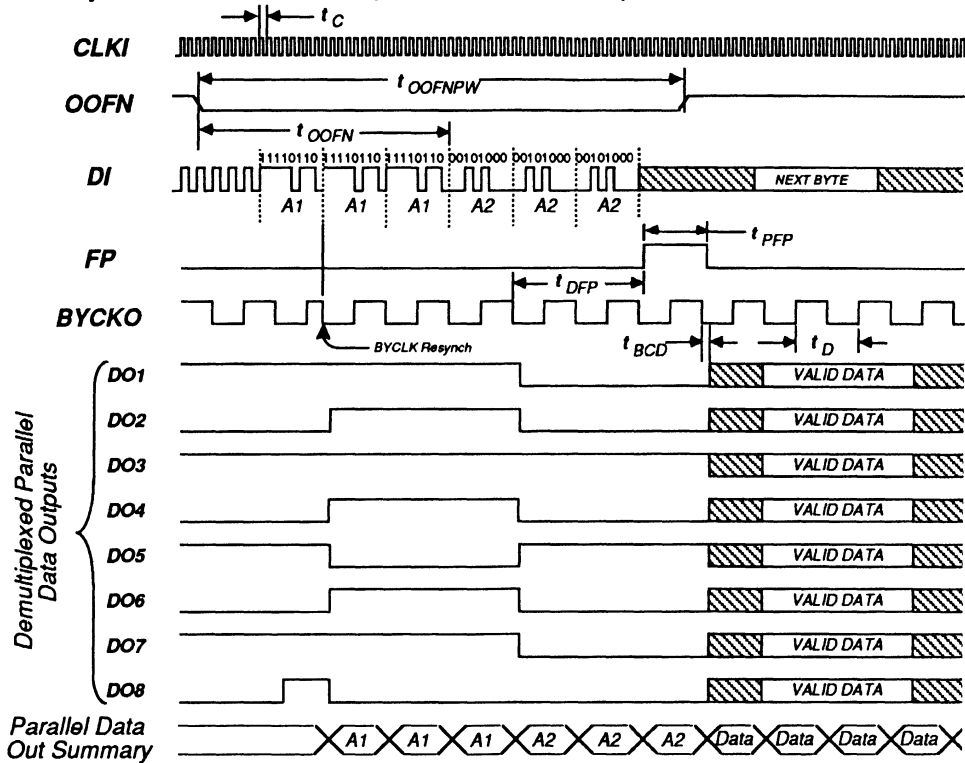 t C
CLKI
t OOFNPW
OOFN
t OOFN
11110110 11110110 11110110 00101000 00101000 00101000
DI
NEXT BYTE
A1 A1 A1 A2 A2 A2
t PFP
FP
t DFP
BYCKO
BYCLK Resynch
t BCD
t D
DO1 VALID DATA
DO2 VALID DATA
DO3 VALID DATA
DO4 VALID DATA
DO5 VALID DATA
DO6 VALID DATA
DO7 VALID DATA
DO8 VALID DATA
Demultiplexed Parallel
Data Outputs
Parallel Data
Out Summary
A1 A1 A1 A2 A2 A2 Data Data Data Data